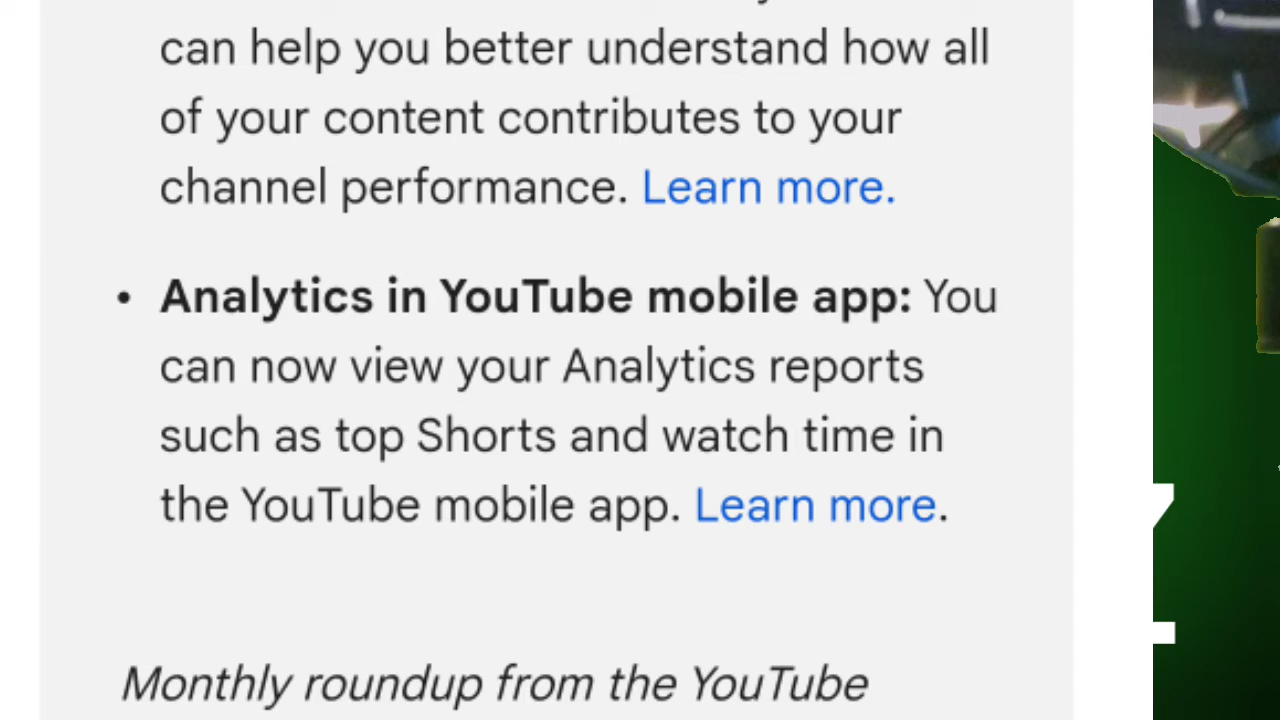 can help you better understand how all
of your content contributes to your
channel performance. Learn more.
• Analytics in YouTube mobile app: You
can now view your Analytics reports
such as top Shorts and watch time in
the YouTube mobile app. Learn more.
Monthly roundup from the YouTube